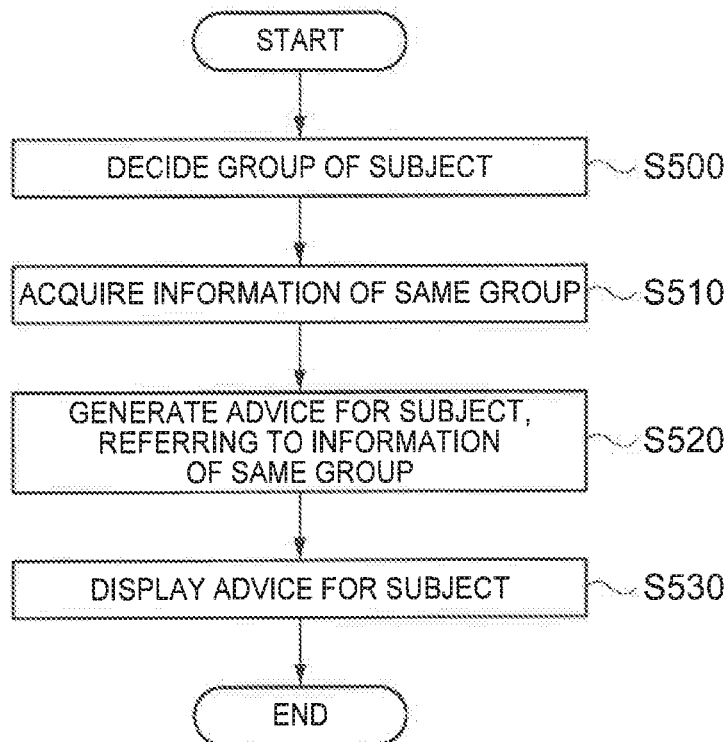 START
DECIDE GROUP OF SUBJECT
S500
ACQUIRE INFORMATION OF SAME GROUP
S510
GENERATE ADVICE FOR SUBJECT,
REFERRING TO INFORMATION
OF SAME GROUP
S520
DISPLAY ADVICE FOR SUBJECT
S530
END